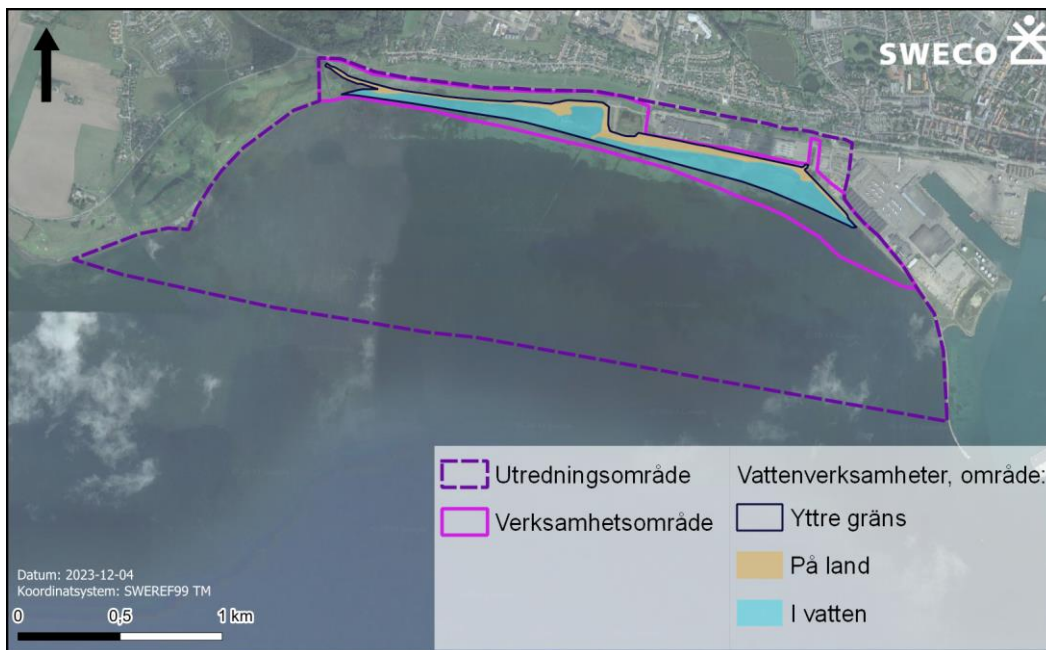 SWECO
Utredningsområde
Verksamhetsområde
Vattenverksamheter, område:
Yttre gräns
På land
I vatten
Datum: 2023-12-04
Koordinatsystem: SWEREF99 TM
0 0,5 1 km